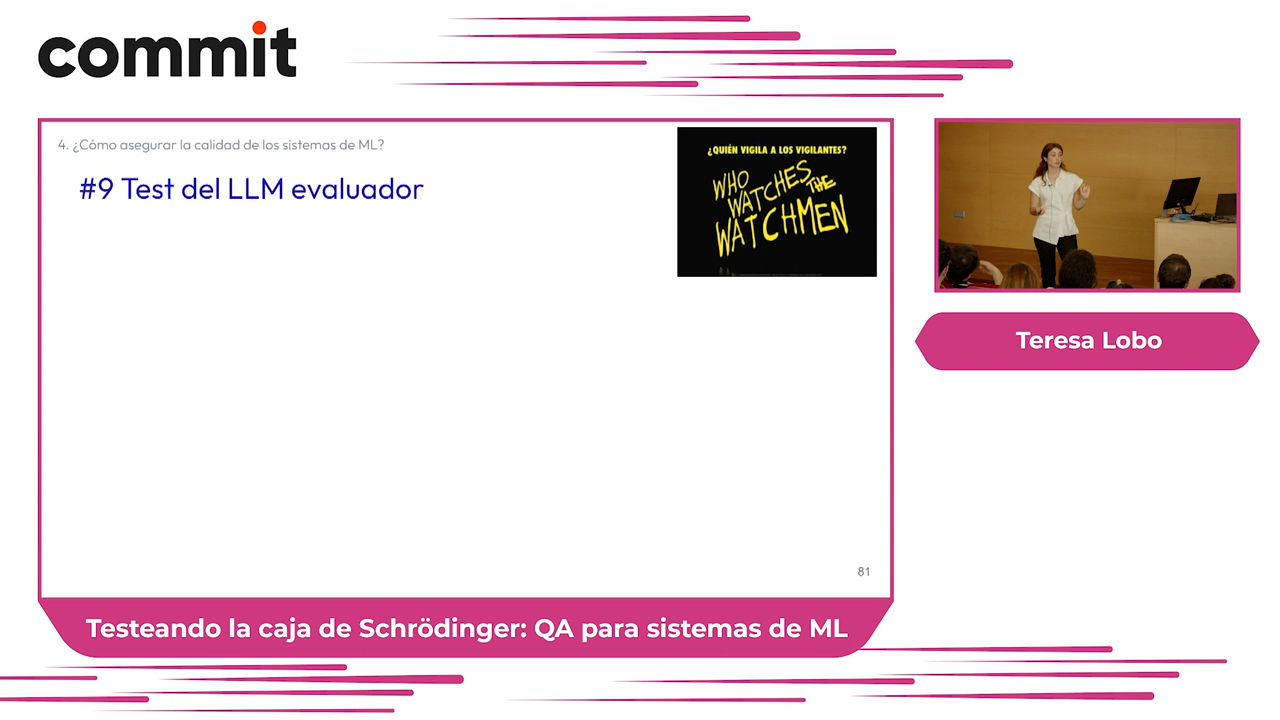 commit
4. ¿Cómo asegurar la calidad de los sistemas de ML?
#9 Test del LLM evaluador
¿QUIÉN VIGILA A LOS VIGILANTES?
WHO
WATCHES THE
WATCHMEN
81
Teresa Lobo
Testeando la caja de Schrödinger: QA para sistemas de ML